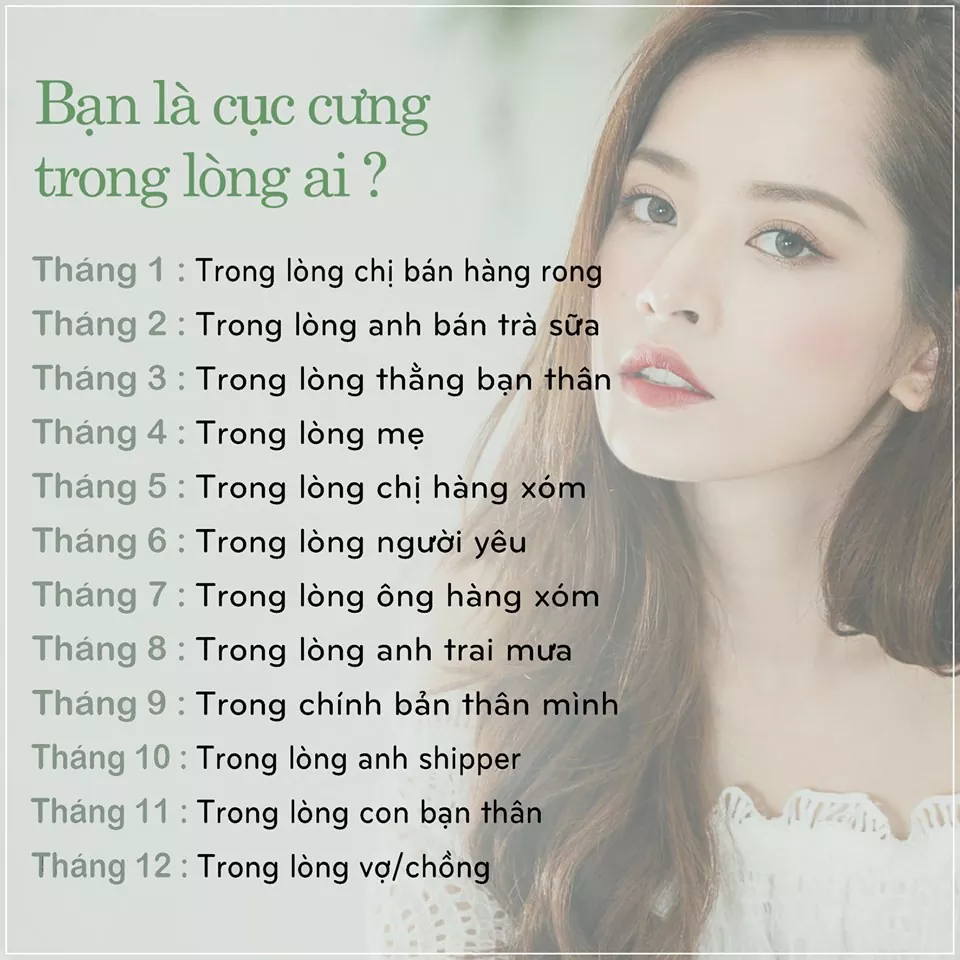 Bạn là cục cưng
trong lòng ai ?
Tháng 1 : Trong lòng chị bán hàng rong
Tháng 2 : Trong lòng anh bán trà sữa
Tháng 3 : Trong lòng thằng bạn thân
Tháng 4 : Trong lòng mẹ
Tháng 5 : Trong lòng chị hàng xóm
Tháng 6 : Trong lòng người yêu
Tháng 7 : Trong lòng ông hàng xóm
Tháng 8 : Trong lòng anh trai mưa
Tháng 9 : Trong chính bản thân mình
Tháng 10 : Trong lòng anh shipper
Tháng 11 : Trong lòng con bạn thân
Tháng 12 : Trong lòng vợ/chồng